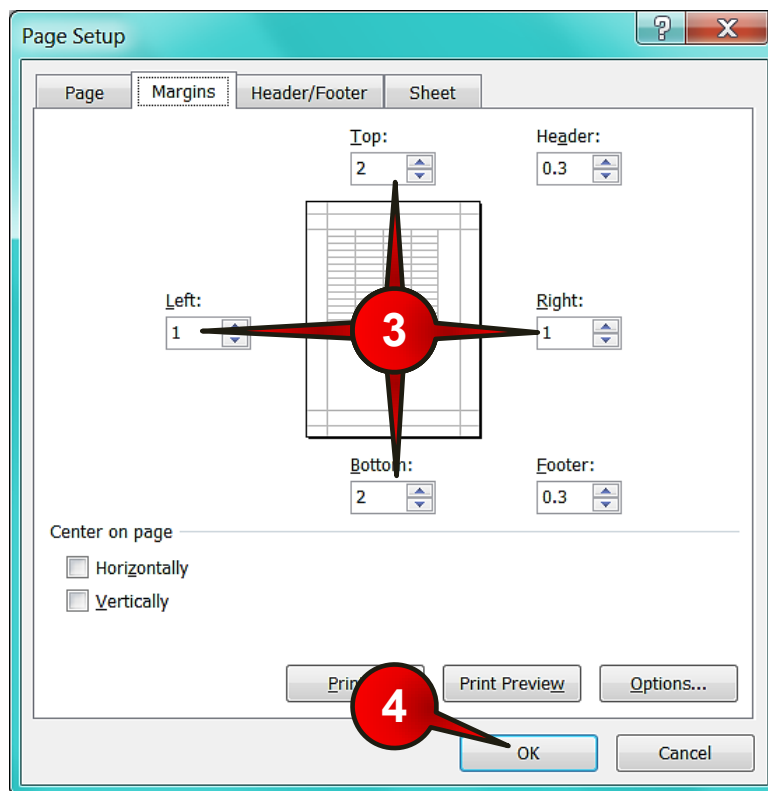 Page Setup
Page Margins Header/Footer Sheet
Top: Header:
2 0.3
Left: Right:
1 3 1
Bottom: Footer:
2 0.3
Center on page
Horizontally
Vertically
Print Preview Options...
4
OK Cancel